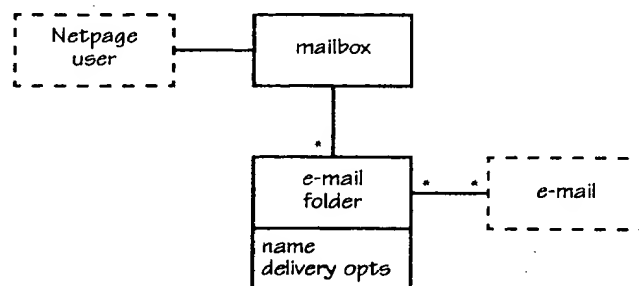 Netpage
user
mailbox
*
e-mail
folder
* *
e-mail
name
delivery opts